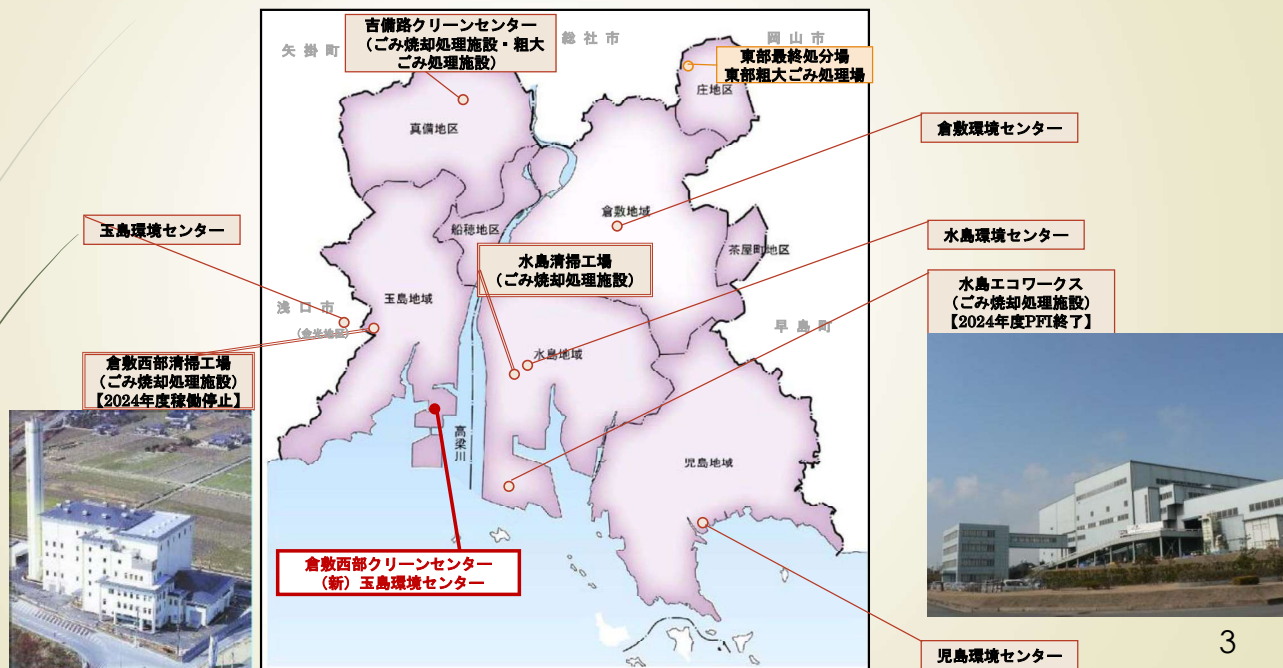 吉備路クリーンセンター
(ごみ焼却処理施設・粗大
ごみ処理施設)
矢掛町
総社市
岡山市
東部最終処分場
東部粗大ごみ処理場
庄地区
真備地区
倉敷環境センター
倉敷地域
玉島環境センター
船穂地区
茶屋町地区
水島環境センター
水島清掃工場
(ごみ焼却処理施設)
水島エコワークス
(ごみ焼却処理施設)
【2024年度PFI終了】
玉島地域
浅口市
(金光地区)
早島町
水島地域
倉敷西部清掃工場
(ごみ焼却処理施設)
【2024年度稼働停止】
高梁川
児島地域
倉敷西部クリーンセンター
(新)玉島環境センター
児島環境センター
3